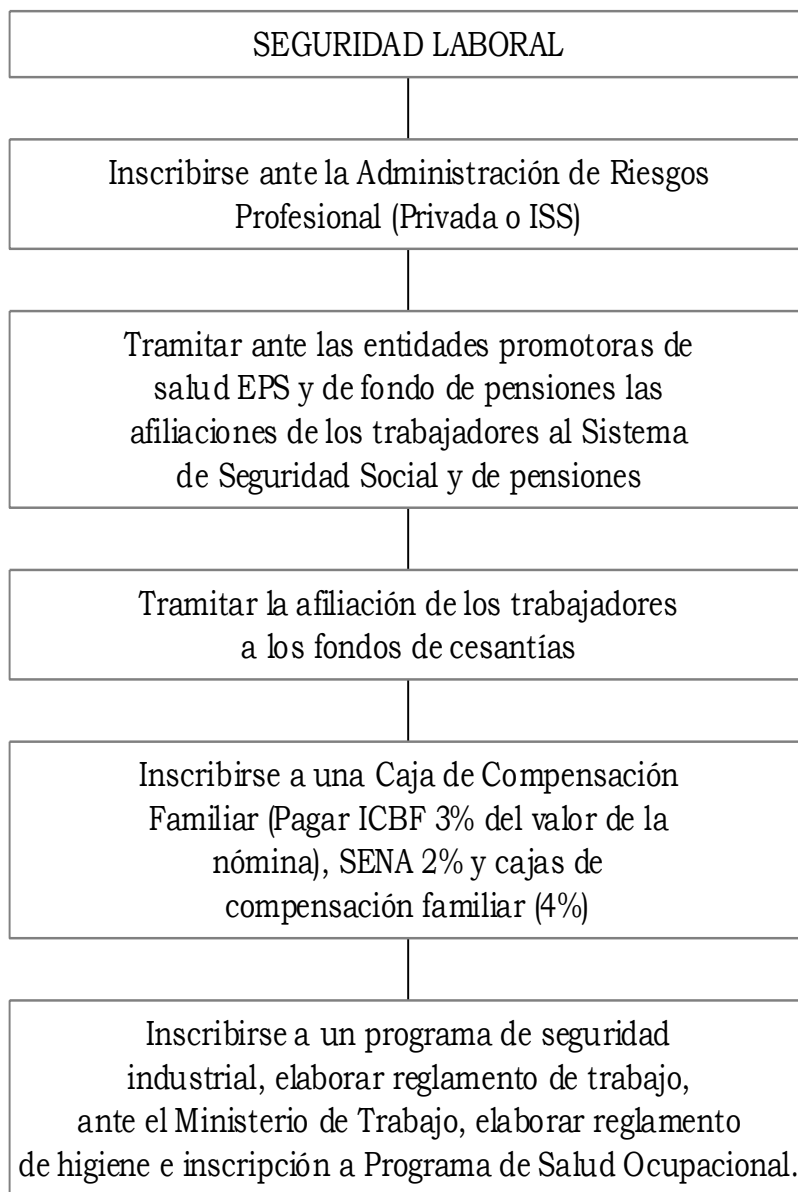 SEGURIDAD LABORAL
Inscribirse ante la Administración de Riesgos
Profesional (Privada o ISS)
Tramitar ante las entidades promotoras de
salud EPS y de fondo de pensiones las
afiliaciones de los trabajadores al Sistema
de Seguridad Social y de pensiones
Tramitar la afiliación de los trabajadores
a los fondos de cesantías
Inscribirse a una Caja de Compensación
Familiar (Pagar ICBF 3% del valor de la
nómina), SENA 2% y cajas de
compensación familiar (4%)
Inscribirse a un programa de seguridad
industrial, elaborar reglamento de trabajo,
ante el Ministerio de Trabajo, elaborar reglamento
de higiene e inscripción a Programa de Salud Ocupacional.